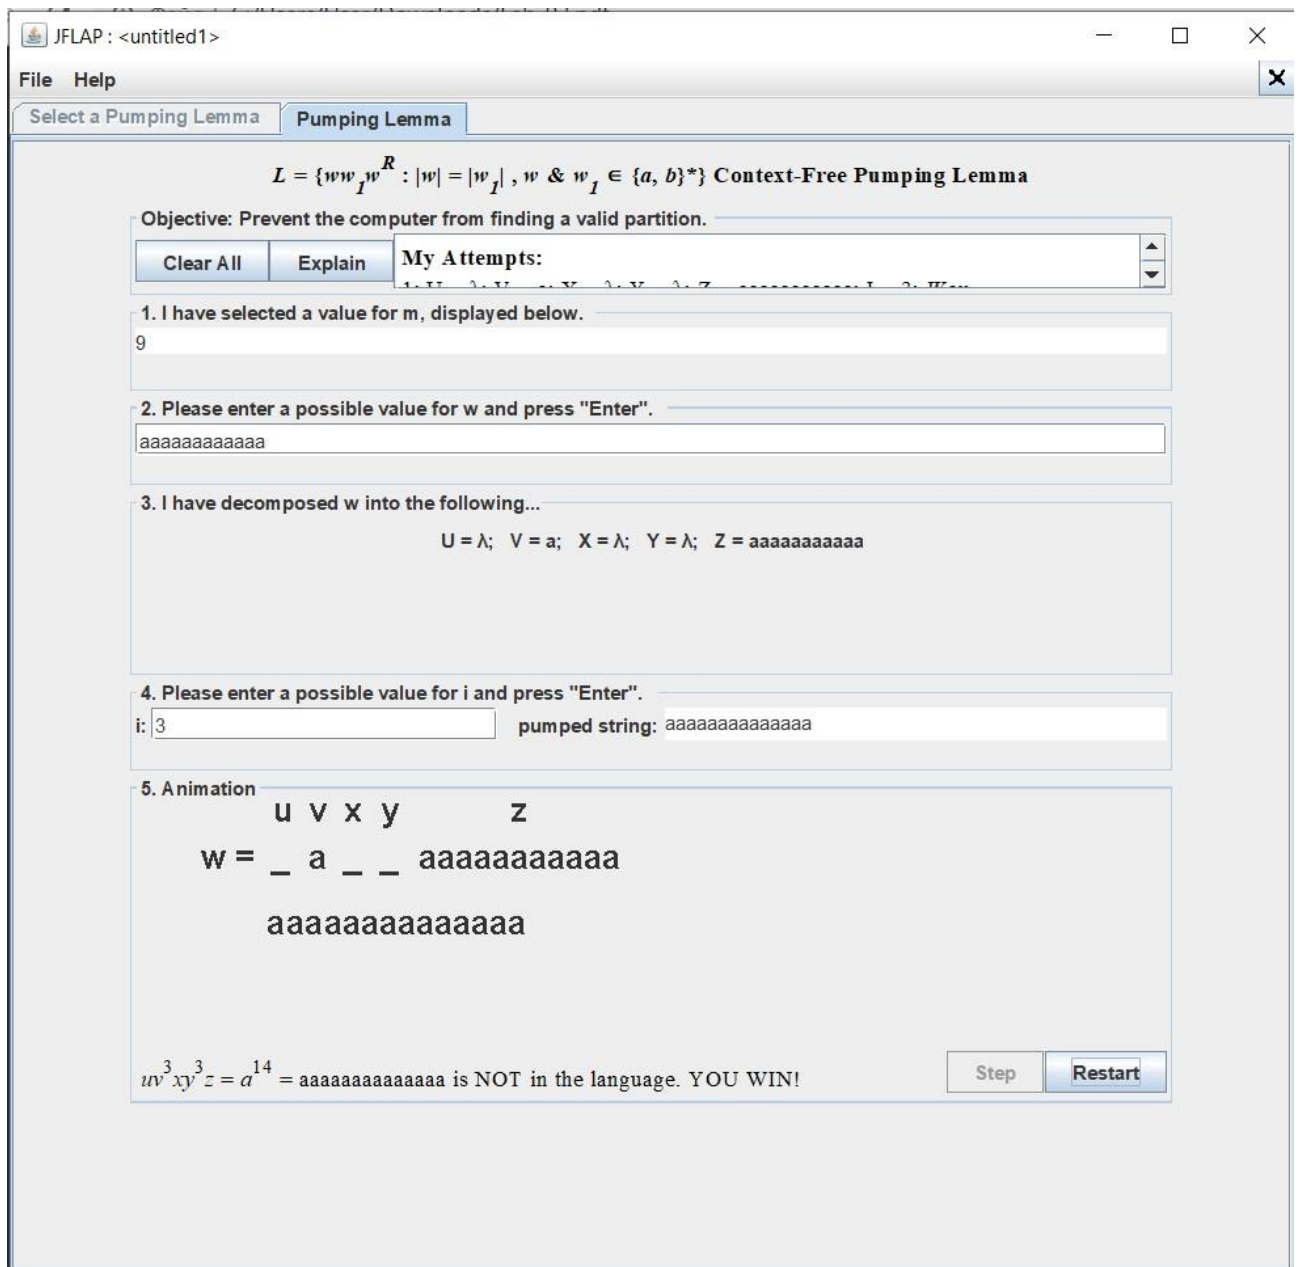 JFLAP : <untitled1>
File Help
Select a Pumping Lemma Pumping Lemma
L = {ww₁wᴿ : |w| = |w₁| , w & w₁ ∈ {a, b}*} Context-Free Pumping Lemma
Objective: Prevent the computer from finding a valid partition.
Clear All Explain My Attempts:
1. I have selected a value for m, displayed below.
9
2. Please enter a possible value for w and press "Enter".
aaaaaaaaaaaa
3. I have decomposed w into the following...
U = λ; V = a; X = λ; Y = λ; Z = aaaaaaaaaaa
4. Please enter a possible value for i and press "Enter".
i: 3 pumped string: aaaaaaaaaaaaaa
5. Animation
u v x y z
w = _ a _ _ aaaaaaaaaaa
aaaaaaaaaaaaaa
uv³xy³z = a¹⁴ = aaaaaaaaaaaaaa is NOT in the language. YOU WIN!
Step Restart